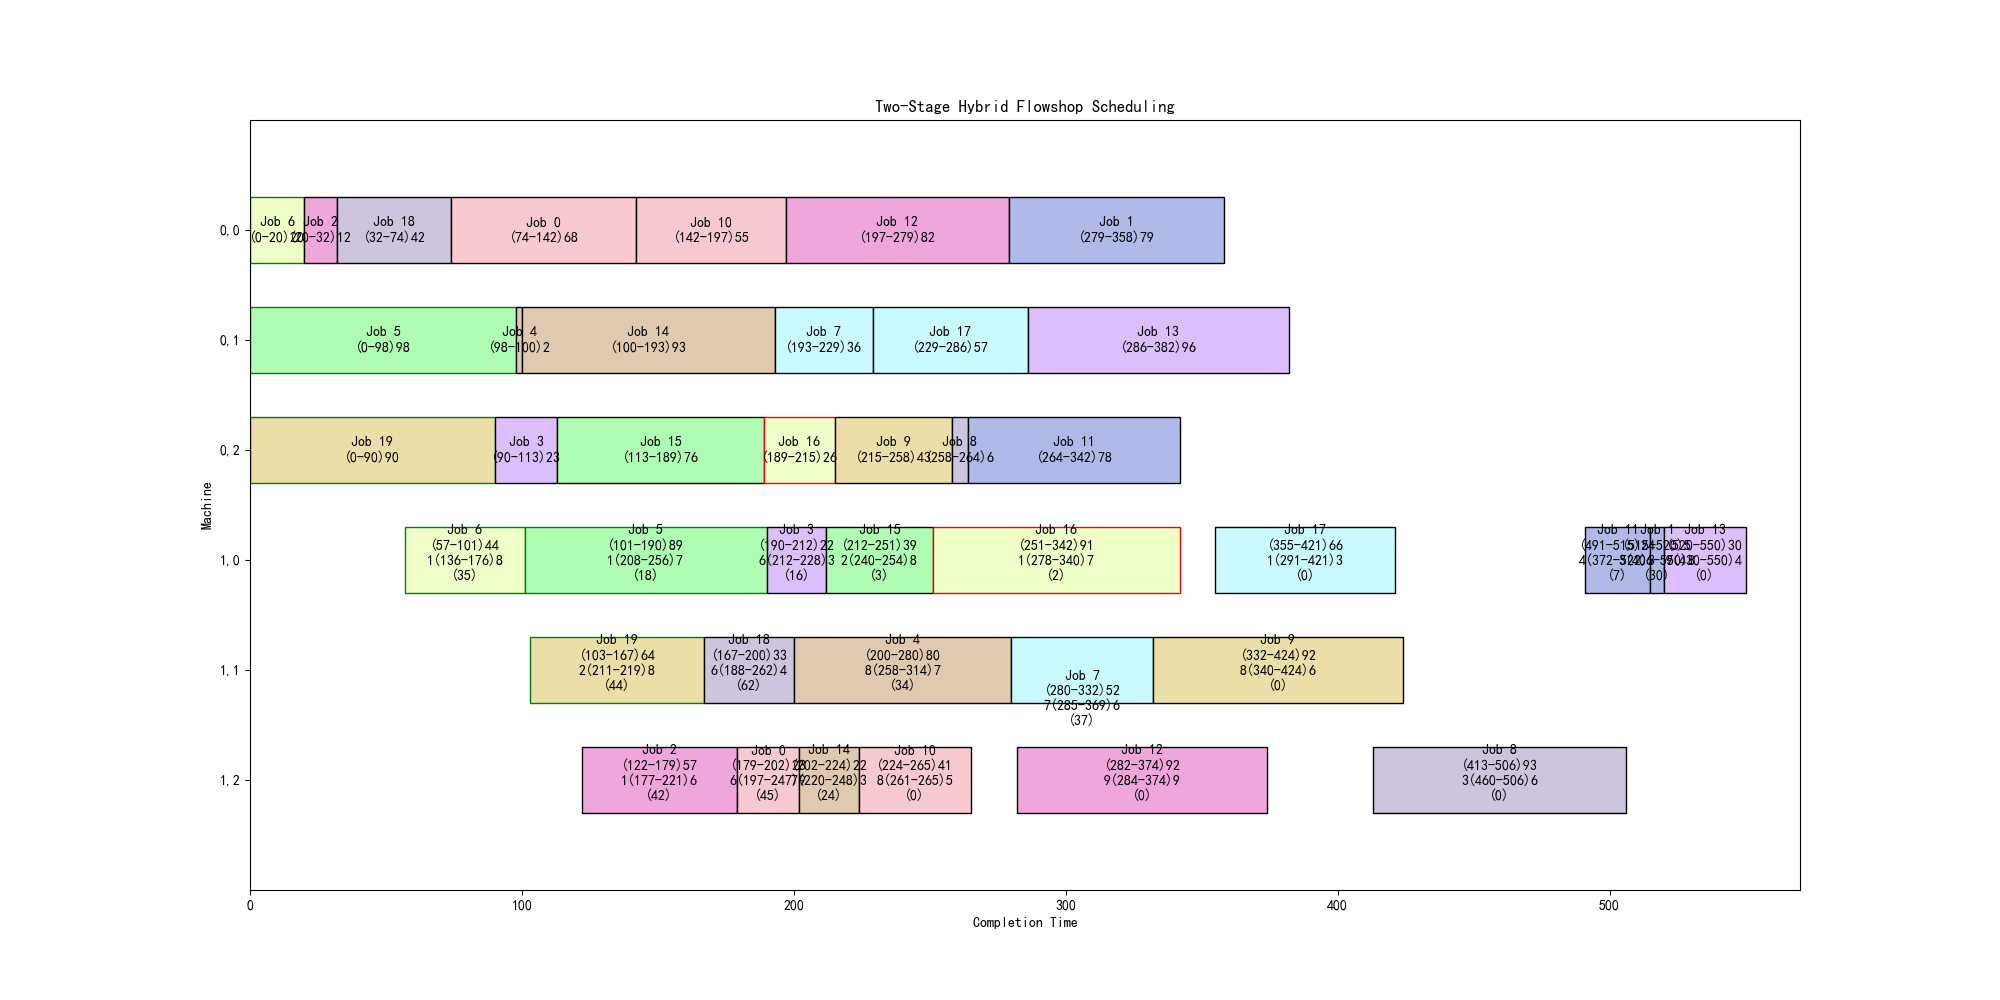 Two-Stage Hybrid Flowshop Scheduling
0,0
Job 6
(0-20)20
Job 2
(20-32)12
Job 18
(32-74)42
Job 0
(74-142)68
Job 10
(142-197)55
Job 12
(197-279)82
Job 1
(279-358)79
0,1
Job 5
(0-98)98
Job 4
(98-100)2
Job 14
(100-193)93
Job 7
(193-229)36
Job 17
(229-286)57
Job 13
(286-382)96
0,2
Job 19
(0-90)90
Job 3
(90-113)23
Job 15
(113-189)76
Job 16
(189-215)26
Job 9
(215-258)43
Job 8
(258-264)6
Job 11
(264-342)78
Machine
1,0
Job 6
(57-101)44
1(136-176)8
(35)
Job 5
(101-190)89
1(208-256)7
(18)
Job 3
(190-212)22
6(212-228)3
(16)
Job 15
(212-251)39
2(240-254)8
(3)
Job 16
(251-342)91
1(278-340)7
(2)
Job 17
(355-421)66
1(291-421)3
(0)
Job 11
(491-515)24
(7)
Job 1
(515-520)5
(30)
Job 13
(520-550)30
(0)
1,1
Job 19
(103-167)64
2(211-219)8
(44)
Job 18
(167-200)33
6(188-262)4
(62)
Job 4
(200-280)80
8(258-314)7
(34)
Job 7
(280-332)52
7(285-369)6
(37)
Job 9
(332-424)92
8(340-424)6
(0)
1,2
Job 2
(122-179)57
1(177-221)6
(42)
Job 0
(179-202)23
(45)
Job 14
(202-224)22
(24)
Job 10
(224-265)41
8(261-265)5
(0)
Job 12
(282-374)92
9(284-374)9
(0)
Job 8
(413-506)93
3(460-506)6
(0)
0
100
200
300
400
500
Completion Time